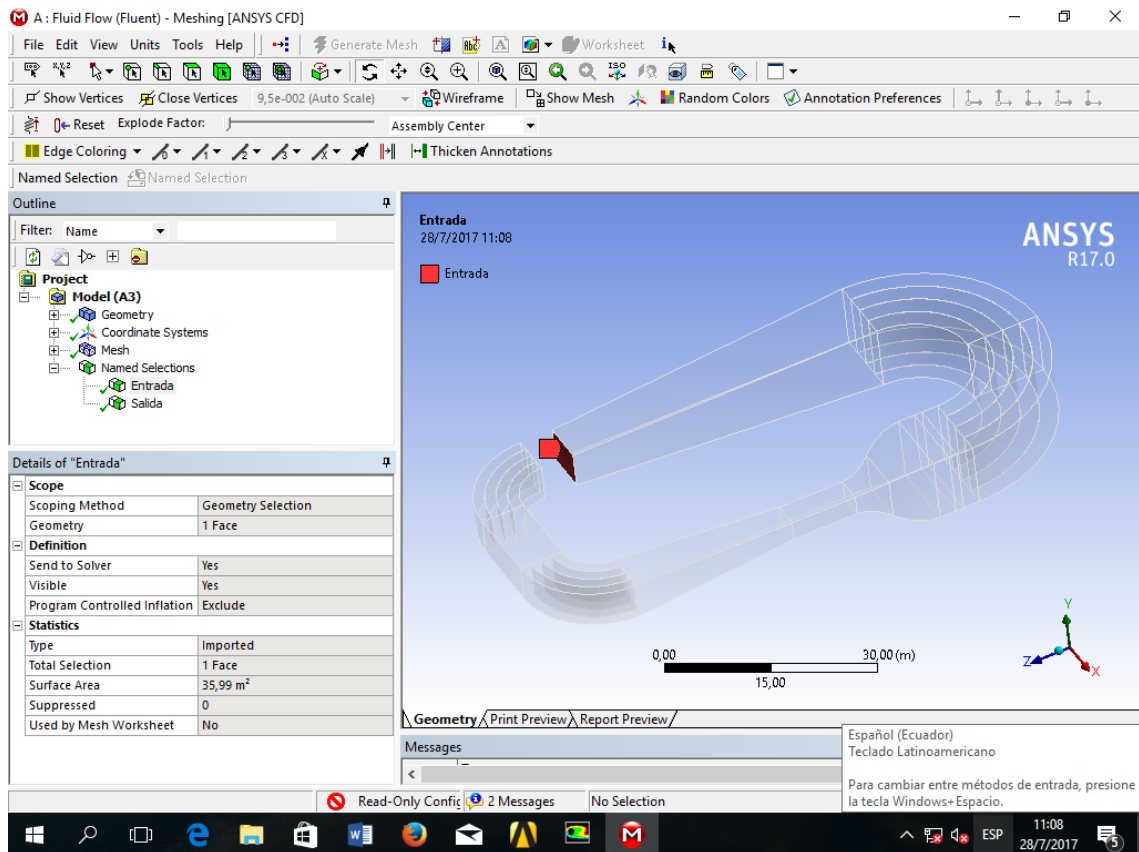 A : Fluid Flow (Fluent) - Meshing [ANSYS CFD]
File Edit View Units Tools Help Generate Mesh Worksheet
Show Vertices Close Vertices 9,5e-002 (Auto Scale) Wireframe Show Mesh Random Colors Annotation Preferences
Reset Explode Factor: Assembly Center
Edge Coloring Thicken Annotations
Named Selection Named Selection
Outline
Filter: Name
Project
Model (A3)
Geometry
Coordinate Systems
Mesh
Named Selections
Entrada
Salida
Details of "Entrada"
Scope
Scoping Method Geometry Selection
Geometry 1 Face
Definition
Send to Solver Yes
Visible Yes
Program Controlled Inflation Exclude
Statistics
Type Imported
Total Selection 1 Face
Surface Area 35,99 m²
Suppressed 0
Used by Mesh Worksheet No
Entrada
28/7/2017 11:08
Entrada
ANSYS
R17.0
0,00 30,00 (m)
15,00
Y
Z
X
Geometry Print Preview Report Preview
Messages
Español (Ecuador)
Teclado Latinoamericano
Para cambiar entre métodos de entrada, presione
la tecla Windows+Espacio.
Read-Only Config 2 Messages No Selection
ESP 11:08
28/7/2017
5